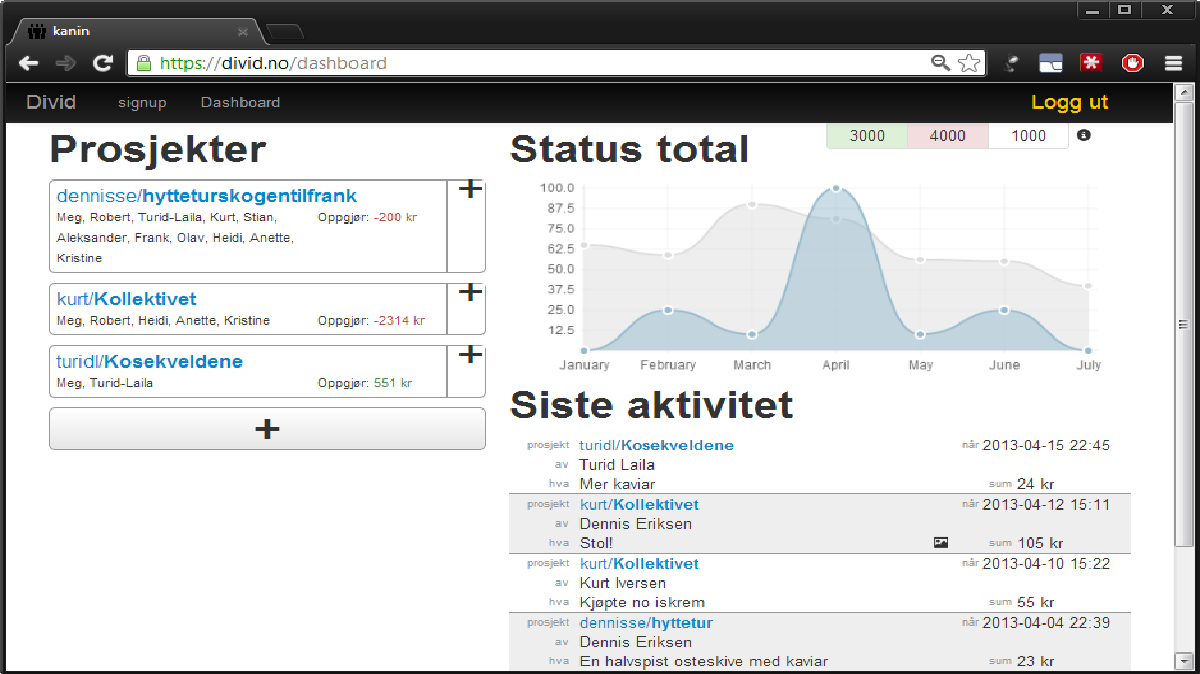 kanin
https://divid.no/dashboard
Divid signup Dashboard Logg ut
Prosjekter
dennisse/hytteturskogentilfrank
Meg, Robert, Turid-Laila, Kurt, Stian, Oppgjør: -200 kr
Aleksander, Frank, Olav, Heidi, Anette,
Kristine
kurt/Kollektivet
Meg, Robert, Heidi, Anette, Kristine Oppgjør: -2314 kr
turidl/Kosekveldene
Meg, Turid-Laila Oppgjør: 551 kr
Status total
3000 4000 1000
100.0
87.5
75.0
62.5
50.0
37.5
25.0
12.5
January February March April May June July
Siste aktivitet
prosjekt turidl/Kosekveldene når 2013-04-15 22:45
av Turid Laila
hva Mer kaviar sum 24 kr
prosjekt kurt/Kollektivet når 2013-04-12 15:11
av Dennis Eriksen
hva Stol! sum 105 kr
prosjekt kurt/Kollektivet når 2013-04-10 15:22
av Kurt Iversen
hva Kjøpte no iskrem sum 55 kr
prosjekt dennisse/hyttetur når 2013-04-04 22:39
av Dennis Eriksen
hva En halvspist osteskive med kaviar sum 23 kr